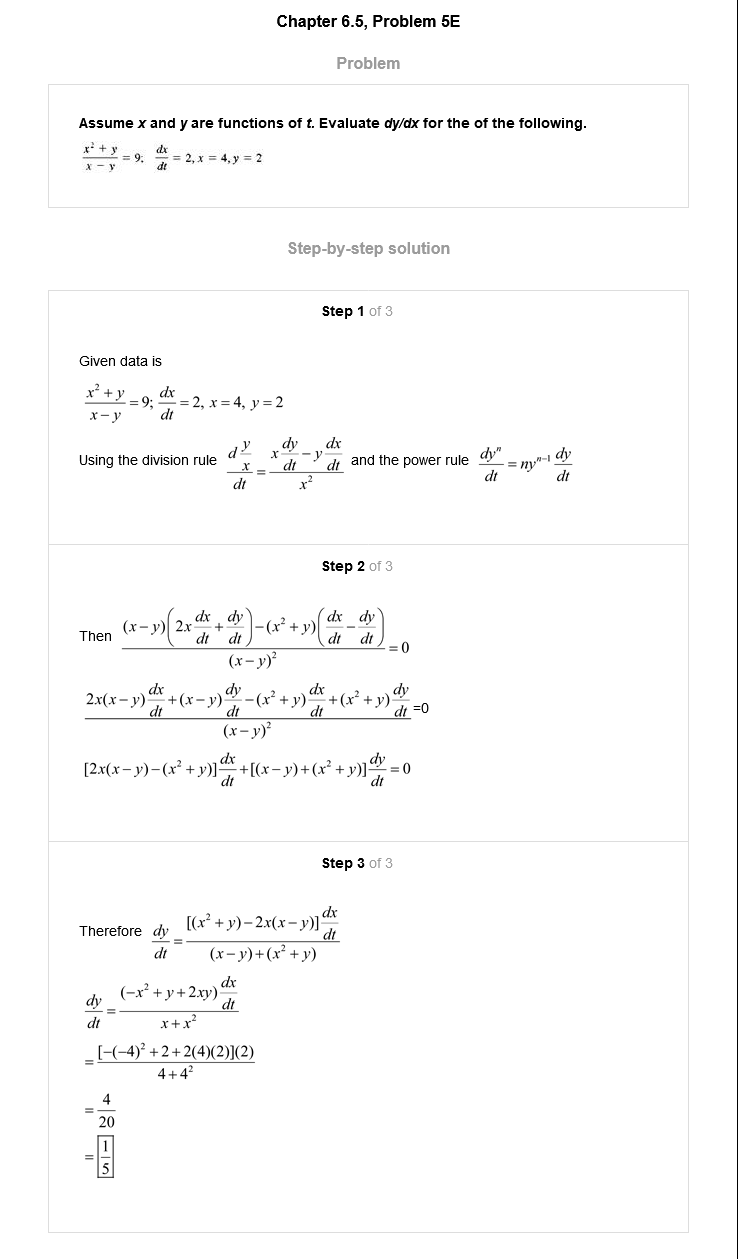 Chapter 6.5, Problem 5E
Problem
Assume x and y are functions of t. Evaluate dy/dx for the of the following.
\frac{x^2 + y}{x - y} = 9; \frac{dx}{dt} = 2, x = 4, y = 2
Step-by-step solution
Step 1 of 3
Given data is
\frac{x^2 + y}{x - y} = 9; \frac{dx}{dt} = 2, x = 4, y = 2
Using the division rule \frac{d\frac{y}{x}}{dt} = \frac{x\frac{dy}{dt} - y\frac{dx}{dt}}{x^2} and the power rule \frac{dy^n}{dt} = ny^{n-1}\frac{dy}{dt}
Step 2 of 3
Then \frac{(x-y)\left(2x\frac{dx}{dt} + \frac{dy}{dt}\right) - (x^2+y)\left(\frac{dx}{dt} - \frac{dy}{dt}\right)}{(x-y)^2} = 0
\frac{2x(x-y)\frac{dx}{dt} + (x-y)\frac{dy}{dt} - (x^2+y)\frac{dx}{dt} + (x^2+y)\frac{dy}{dt}}{(x-y)^2} =0
[2x(x-y) - (x^2+y)]\frac{dx}{dt} + [(x-y) + (x^2+y)]\frac{dy}{dt} = 0
Step 3 of 3
Therefore \frac{dy}{dt} = \frac{[(x^2+y) - 2x(x-y)]\frac{dx}{dt}}{(x-y) + (x^2+y)}
\frac{dy}{dt} = \frac{(-x^2 + y + 2xy)\frac{dx}{dt}}{x + x^2}
= \frac{[-(-4)^2 + 2 + 2(4)(2)](2)}{4 + 4^2}
= \frac{4}{20}
= \boxed{\frac{1}{5}}